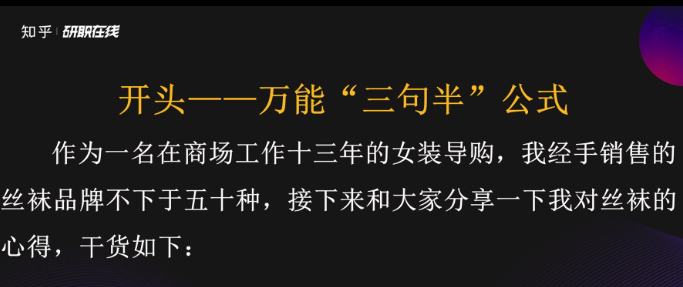 知乎 研职在线
开头——万能“三句半”公式
作为一名在商场工作十三年的女装导购，我经手销售的
丝袜品牌不下于五十种，接下来和大家分享一下我对丝袜的
心得，干货如下：